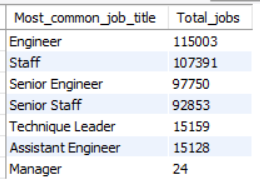 Most_common_job_title Total_jobs
Engineer 115003
Staff 107391
Senior Engineer 97750
Senior Staff 92853
Technique Leader 15159
Assistant Engineer 15128
Manager 24